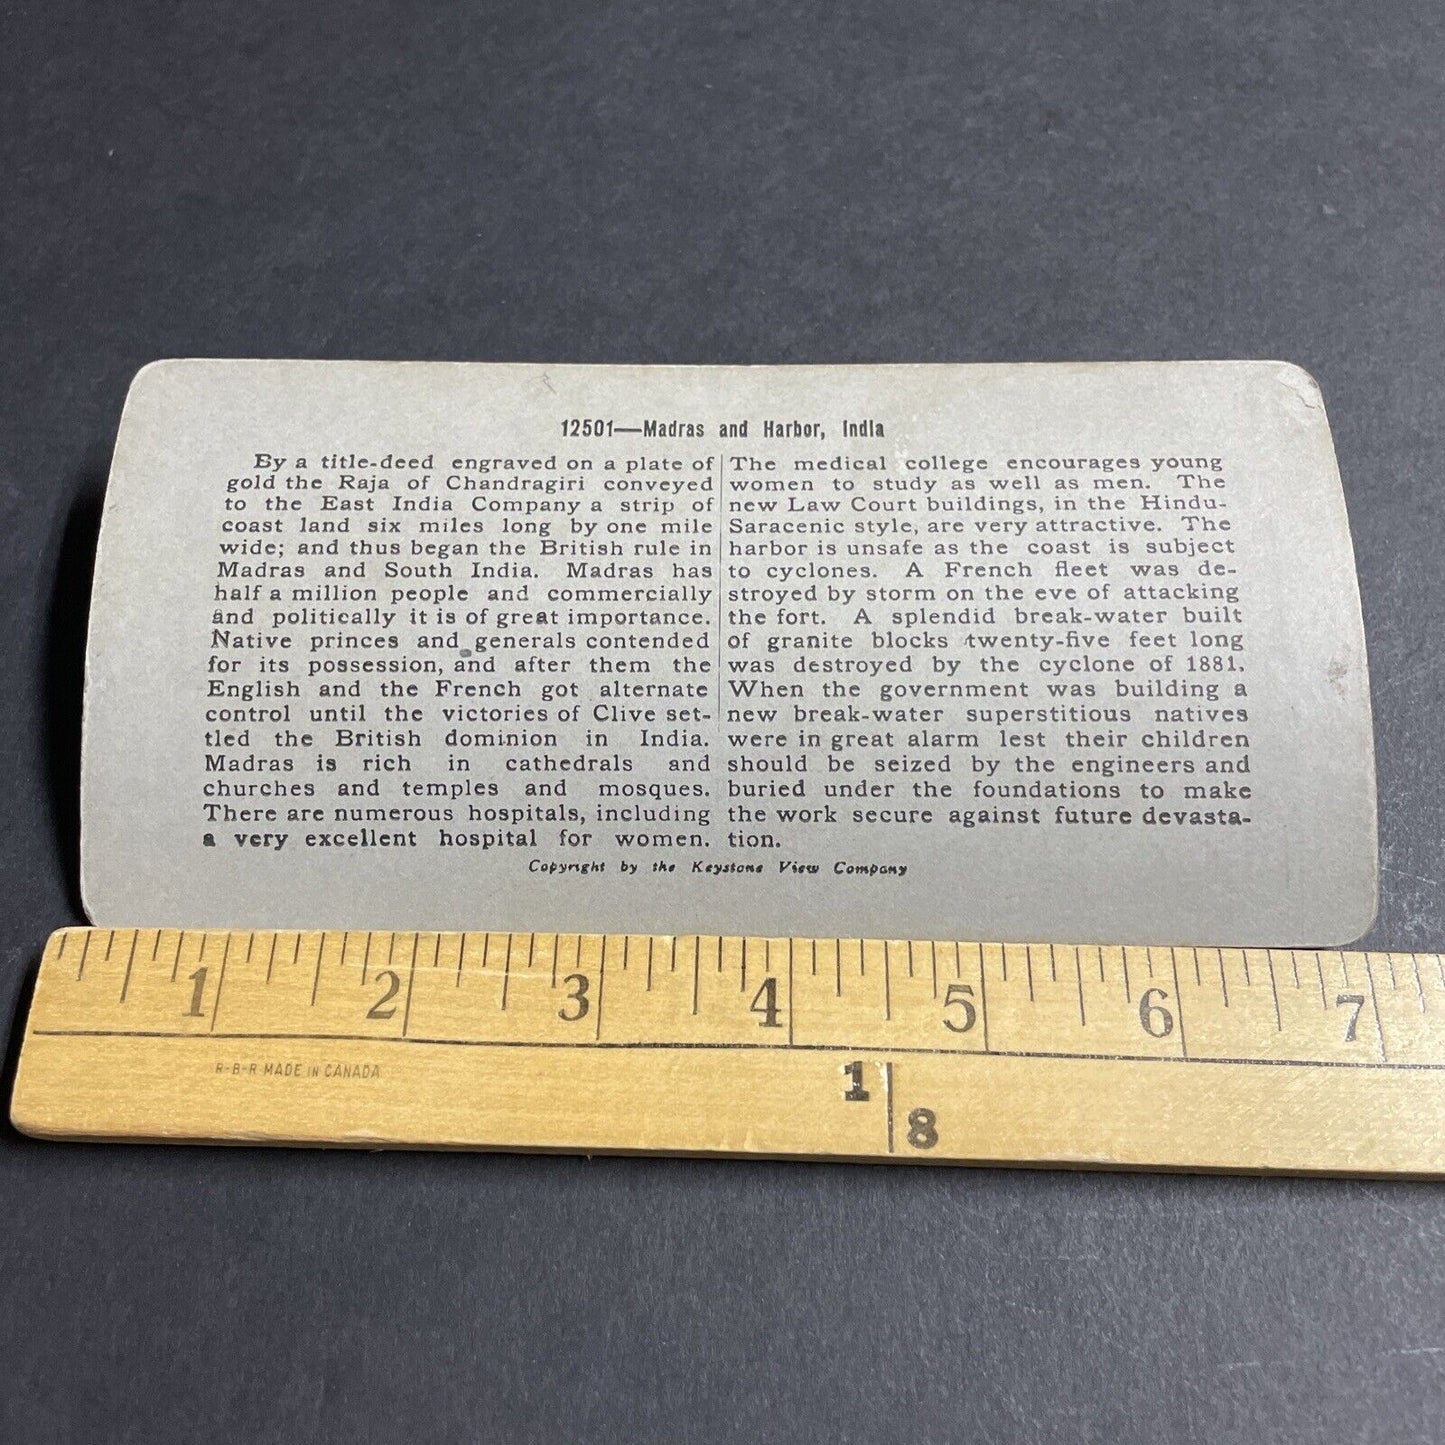 12501—Madras and Harbor, India
By a title-deed engraved on a plate of
gold the Raja of Chandragiri conveyed
to the East India Company a strip of
coast land six miles long by one mile
wide; and thus began the British rule in
Madras and South India. Madras has
half a million people and commercially
and politically it is of great importance.
Native princes and generals contended
for its possession, and after them the
English and the French got alternate
control until the victories of Clive set-
tled the British dominion in India.
Madras is rich in cathedrals and
churches and temples and mosques.
There are numerous hospitals, including
a very excellent hospital for women.
The medical college encourages young
women to study as well as men. The
new Law Court buildings, in the Hindu-
Saracenic style, are very attractive. The
harbor is unsafe as the coast is subject
to cyclones. A French fleet was de-
stroyed by storm on the eve of attacking
the fort. A splendid break-water built
of granite blocks twenty-five feet long
was destroyed by the cyclone of 1881.
When the government was building a
new break-water superstitious natives
were in great alarm lest their children
should be seized by the engineers and
buried under the foundations to make
the work secure against future devasta-
tion.
Copyright by the Keystone View Company
1 2 3 4 5 6 7
R-B-R MADE IN CANADA
1
8